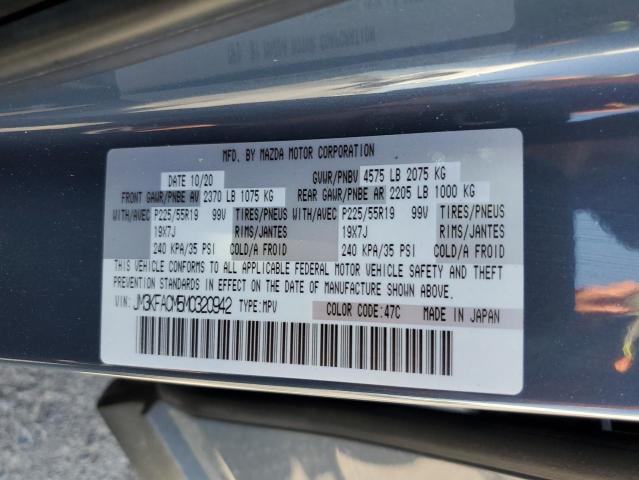 MFD. BY MAZDA MOTOR CORPORATION
DATE 10/20 GVWR/PNBV 4575 LB 2075 KG
FRONT GAWR/PNBE AV 2370 LB 1075 KG REAR GAWR/PNBE AR 2205 LB 1000 KG
WITH/AVEC P225/55R19 99V TIRES/PNEUS WITH/AVEC P225/55R19 99V TIRES/PNEUS
19X7J RIMS/JANTES 19X7J RIMS/JANTES
240 KPA/35 PSI COLD/A FROID 240 KPA/35 PSI COLD/A FROID
THIS VEHICLE CONFORMS TO ALL APPLICABLE FEDERAL MOTOR VEHICLE SAFETY AND THEFT
PREVENTION STANDARDS IN EFFECT ON THE DATE OF MANUFACTURE SHOWN ABOVE.
VIN: JM3KFACM5M0320942 TYPE: MPV COLOR CODE: 47C MADE IN JAPAN